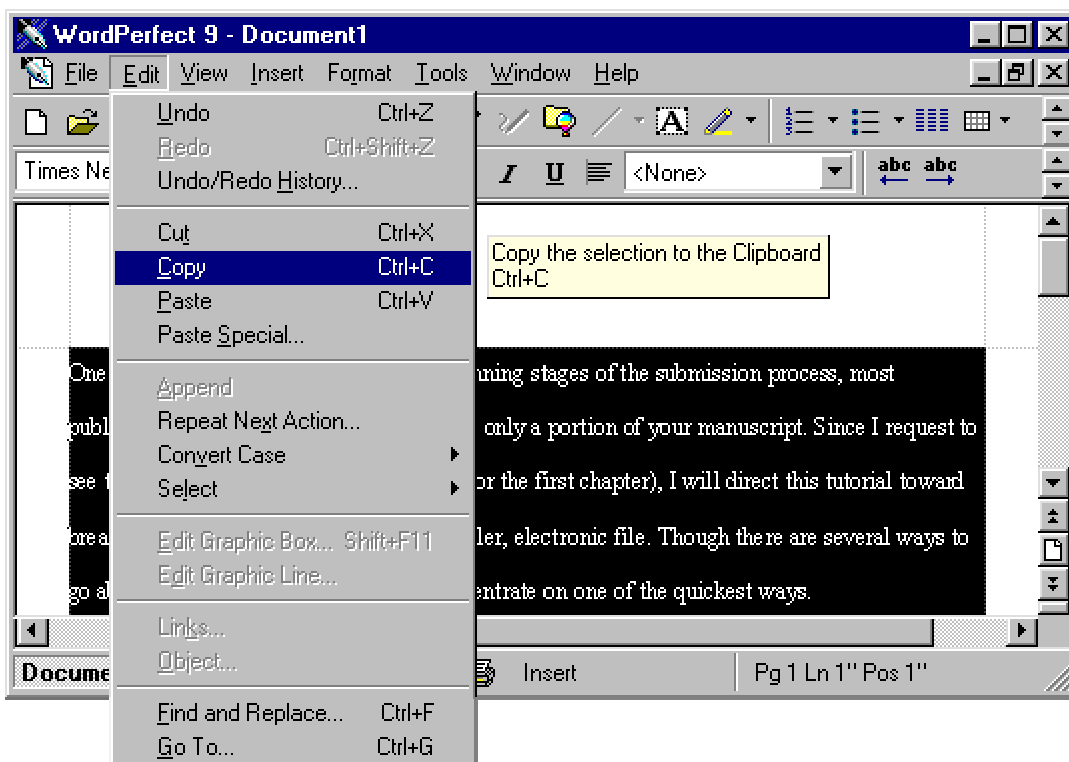 WordPerfect 9 - Document1
File Edit View Insert Format Tools Window Help
Times Ne
I U <None> abc abc
Undo Ctrl+Z
Redo Ctrl+Shift+Z
Undo/Redo History...
Cut Ctrl+X
Copy Ctrl+C
Paste Ctrl+V
Paste Special...
Append
Repeat Next Action...
Convert Case
Select
Edit Graphic Box... Shift+F11
Edit Graphic Line...
Links...
Object...
Find and Replace... Ctrl+F
Go To... Ctrl+G
Copy the selection to the Clipboard
Ctrl+C
One nning stages of the submission process, most
publ only a portion of your manuscript. Since I request to
see t or the first chapter), I will direct this tutorial toward
brea ler, electronic file. Though there are several ways to
go a entrate on one of the quickest ways.
Docume Insert Pg 1 Ln 1" Pos 1"